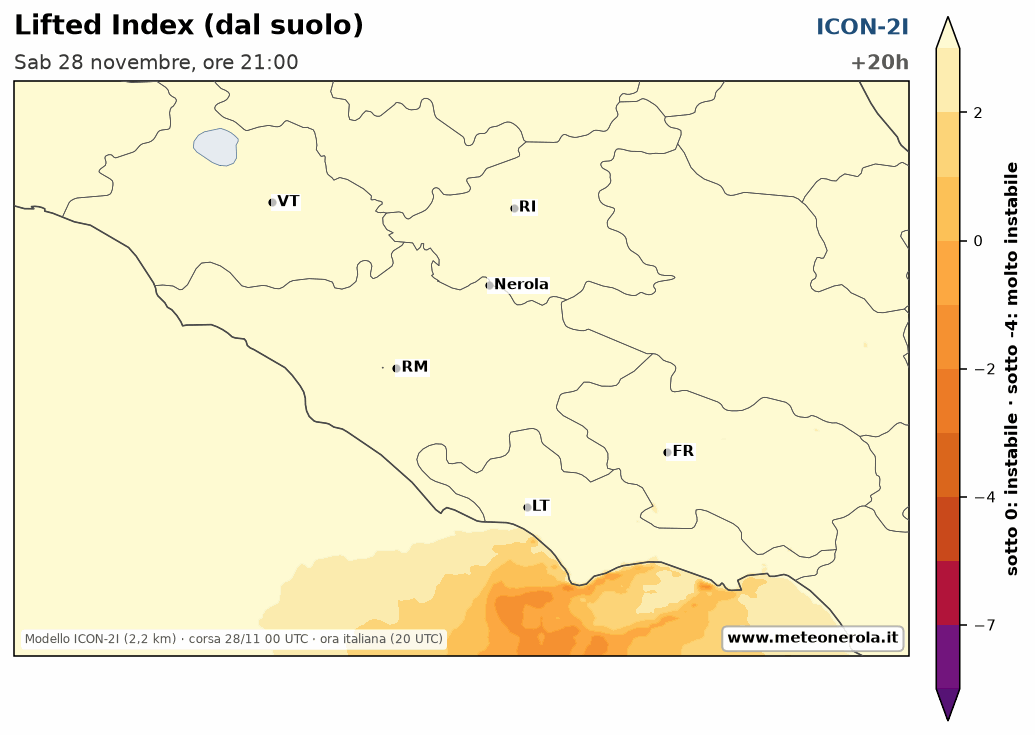 Lifted Index (dal suolo)
ICON-2I
Sab 28 novembre, ore 21:00
+20h
VT
RI
Nerola
RM
FR
LT
Modello ICON-2I (2,2 km) · corsa 28/11 00 UTC · ora italiana (20 UTC)
www.meteonerola.it
2
0
−2
−4
−7
sotto 0: instabile · sotto -4: molto instabile